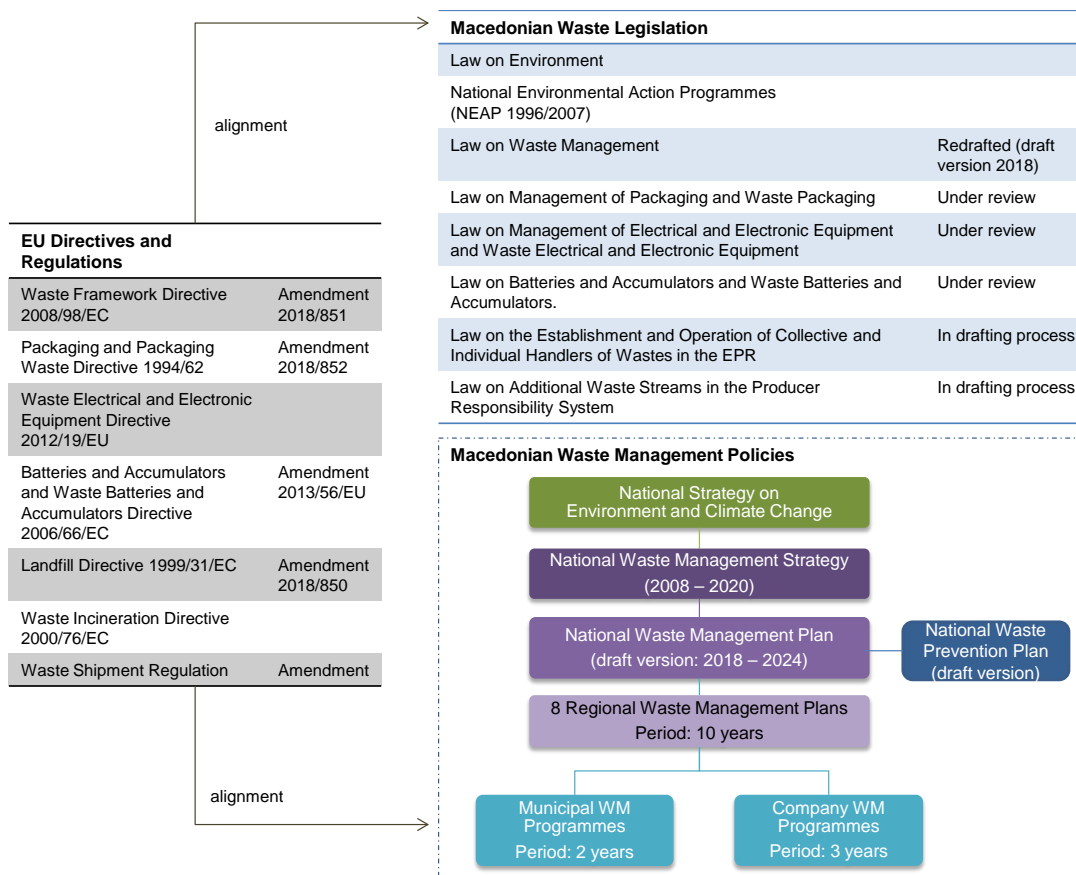 Macedonian Waste Legislation
Law on Environment
National Environmental Action Programmes
(NEAP 1996/2007)
Law on Waste Management
Redrafted (draft
version 2018)
Law on Management of Packaging and Waste Packaging
Under review
Law on Management of Electrical and Electronic Equipment
and Waste Electrical and Electronic Equipment
Under review
Law on Batteries and Accumulators and Waste Batteries and
Accumulators.
Under review
Law on the Establishment and Operation of Collective and
Individual Handlers of Wastes in the EPR
In drafting process
Law on Additional Waste Streams in the Producer
Responsibility System
In drafting process
alignment
EU Directives and
Regulations
Waste Framework Directive
2008/98/EC
Amendment
2018/851
Packaging and Packaging
Waste Directive 1994/62
Amendment
2018/852
Waste Electrical and Electronic
Equipment Directive
2012/19/EU
Batteries and Accumulators
and Waste Batteries and
Accumulators Directive
2006/66/EC
Amendment
2013/56/EU
Landfill Directive 1999/31/EC
Amendment
2018/850
Waste Incineration Directive
2000/76/EC
Waste Shipment Regulation
Amendment
alignment
Macedonian Waste Management Policies
National Strategy on
Environment and Climate Change
National Waste Management Strategy
(2008 – 2020)
National Waste Management Plan
(draft version: 2018 – 2024)
National Waste
Prevention Plan
(draft version)
8 Regional Waste Management Plans
Period: 10 years
Municipal WM
Programmes
Period: 2 years
Company WM
Programmes
Period: 3 years